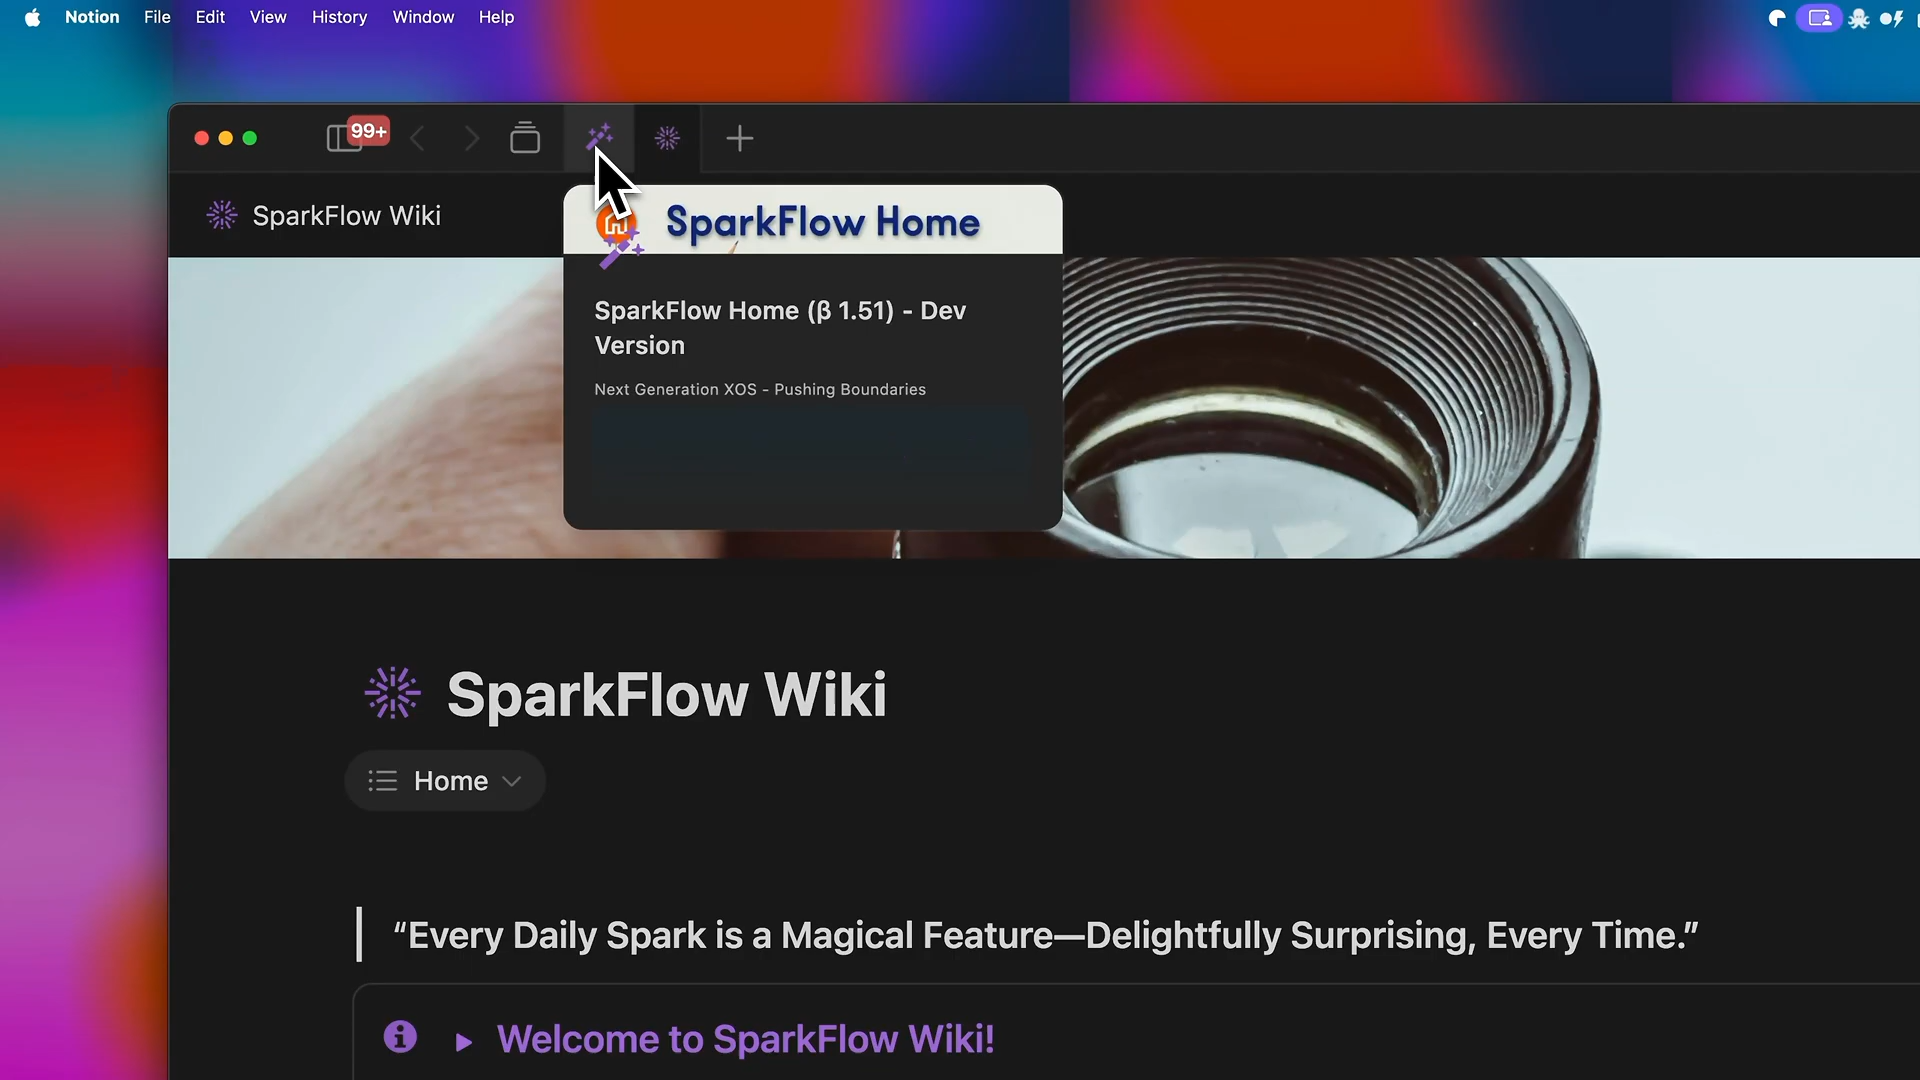 Notion File Edit View History Window Help
99+
SparkFlow Wiki
SparkFlow Home
SparkFlow Home (β 1.51) - Dev
Version
Next Generation XOS - Pushing Boundaries
SparkFlow Wiki
Home
“Every Daily Spark is a Magical Feature—Delightfully Surprising, Every Time.”
Welcome to SparkFlow Wiki!